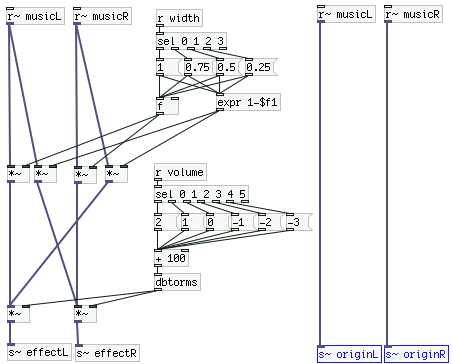 r~ musicL
r~ musicR
r width
sel 0 1 2 3
1
0.75
0.5
0.25
f
expr 1-$f1
*~
*~
*~
*~
r volume
sel 0 1 2 3 4 5
2
1
0
-1
-2
-3
+ 100
dbtorms
*~
*~
s~ effectL
s~ effectR
r~ musicL
r~ musicR
s~ originL
s~ originR